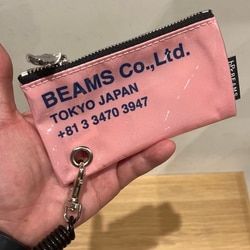 BEAMS Co.,Ltd.
TOKYO JAPAN
+81 3 3470 3947